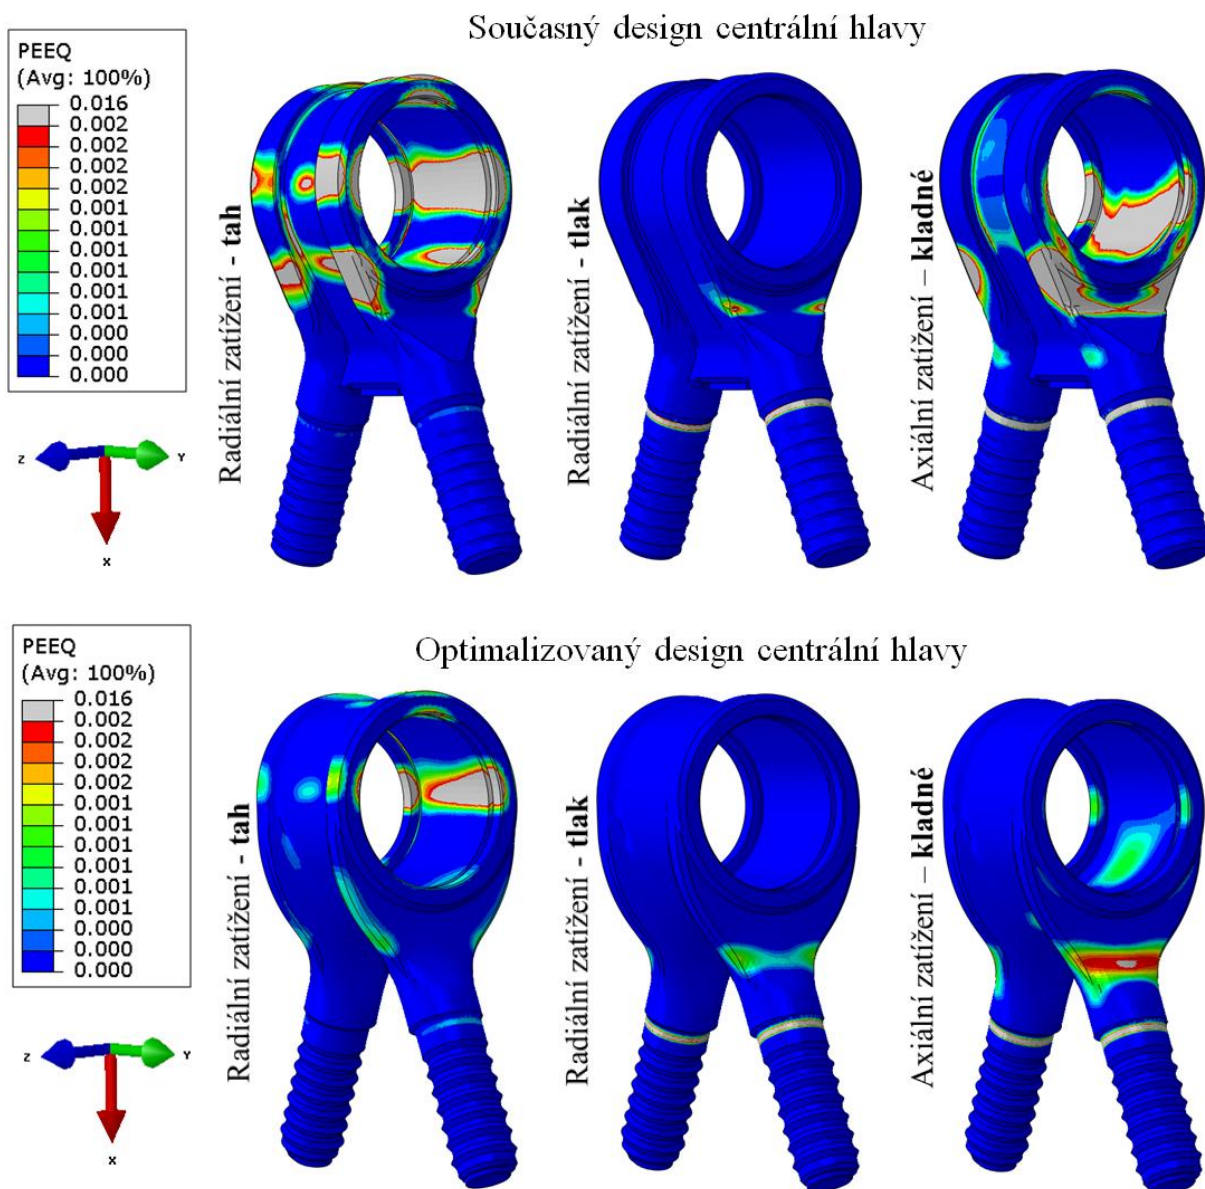 Současný design centrální hlavy
PEEQ
(Avg: 100%)
0.016
0.002
0.002
0.002
0.002
0.001
0.001
0.001
0.001
0.001
0.001
0.000
0.000
0.000
Z
Y
X
Radiální zatížení - tah
Radiální zatížení - tlak
Axiální zatížení – kladné
Optimalizovaný design centrální hlavy
PEEQ
(Avg: 100%)
0.016
0.002
0.002
0.002
0.002
0.001
0.001
0.001
0.001
0.001
0.001
0.000
0.000
0.000
Z
Y
X
Radiální zatížení - tah
Radiální zatížení - tlak
Axiální zatížení – kladné